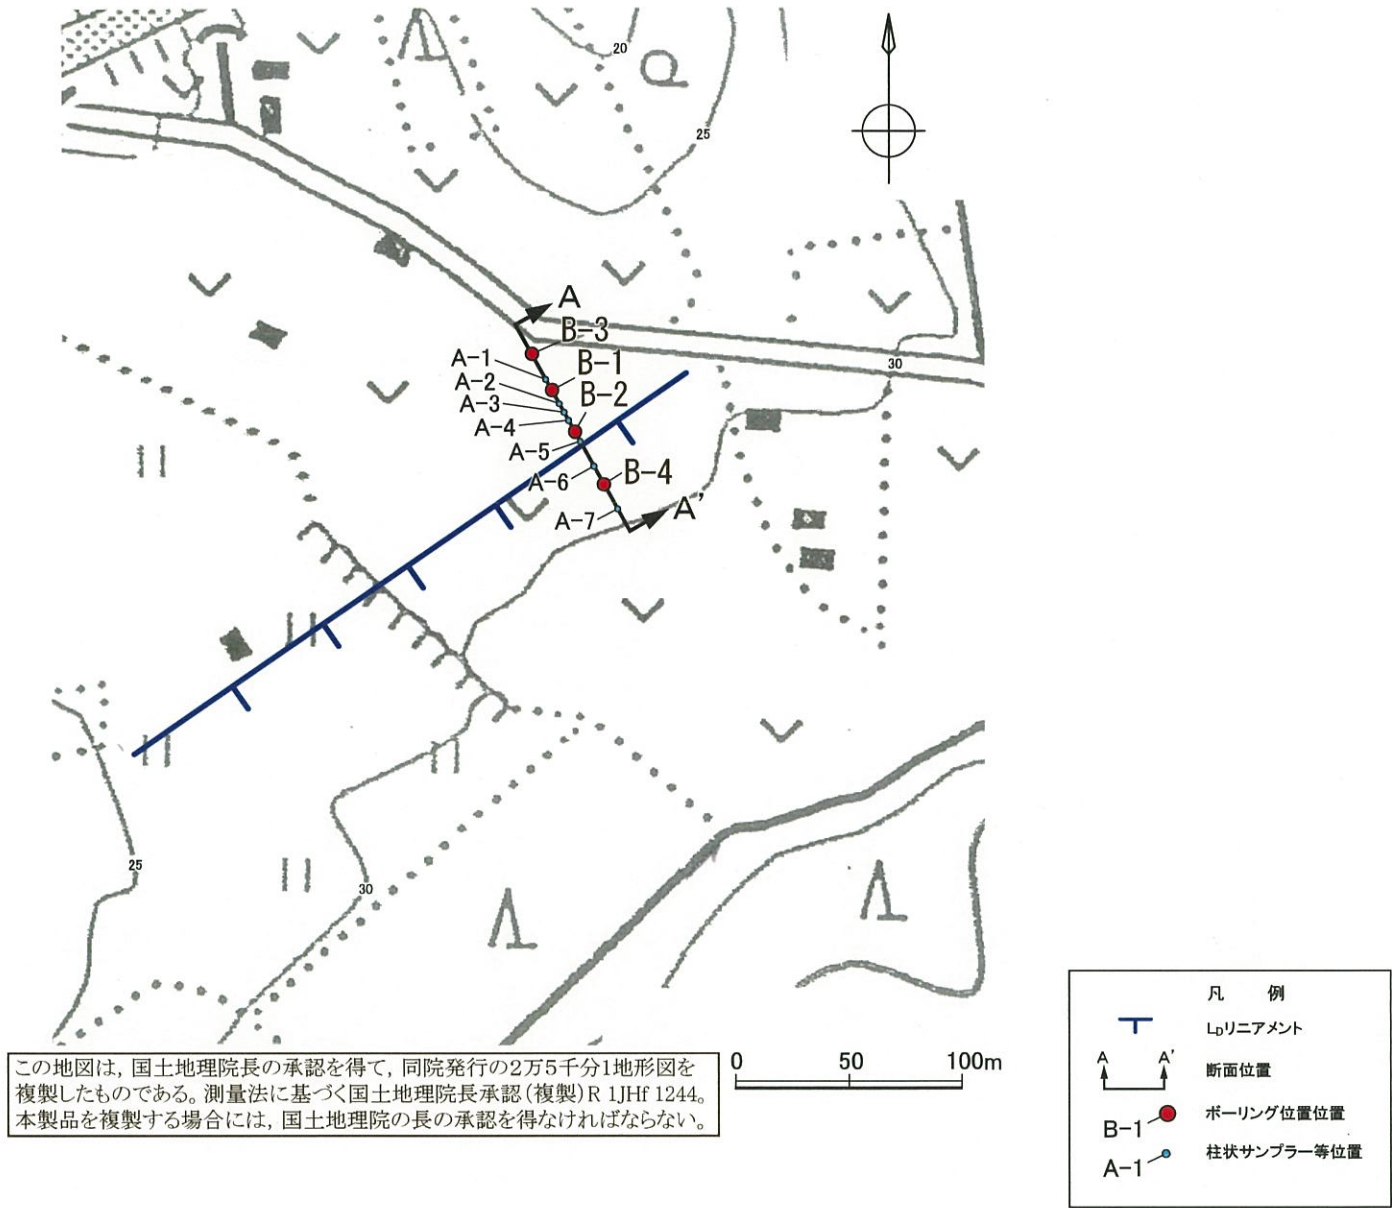 20
25
A
B-3
A-1
B-1
A-2
B-2
A-3
A-4
A-5
A-6
B-4
A-7
A'
30
25
30
この地図は，国土地理院長の承認を得て，同院発行の2万5千分1地形図を
複製したものである。測量法に基づく国土地理院長承認（複製）R 1JHf 1244。
本製品を複製する場合には，国土地理院の長の承認を得なければならない。
0 50 100m
凡 例
LDリニアメント
A A' 断面位置
B-1 ボーリング位置位置
A-1 柱状サンプラー等位置